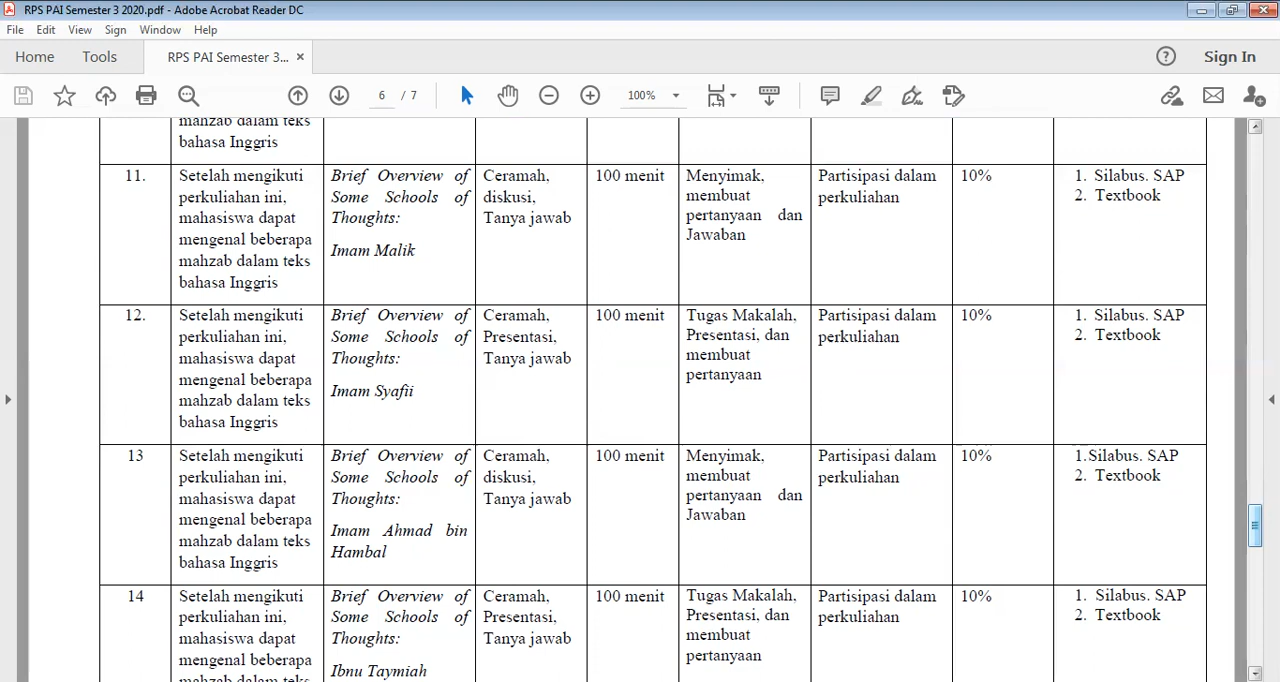 RPS PAI Semester 3 2020.pdf - Adobe Acrobat Reader DC
File Edit View Sign Window Help
Home Tools RPS PAI Semester 3... × Sign In
6 / 7 100%
mahzab dalam teks
bahasa Inggris
11.
Setelah mengikuti
perkuliahan ini,
mahasiswa dapat
mengenal beberapa
mahzab dalam teks
bahasa Inggris
Brief Overview of
Some Schools of
Thoughts:
Imam Malik
Ceramah,
diskusi,
Tanya jawab
100 menit
Menyimak,
membuat
pertanyaan dan
Jawaban
Partisipasi dalam
perkuliahan
10%
1. Silabus. SAP
2. Textbook
12.
Setelah mengikuti
perkuliahan ini,
mahasiswa dapat
mengenal beberapa
mahzab dalam teks
bahasa Inggris
Brief Overview of
Some Schools of
Thoughts:
Imam Syafii
Ceramah,
Presentasi,
Tanya jawab
100 menit
Tugas Makalah,
Presentasi, dan
membuat
pertanyaan
Partisipasi dalam
perkuliahan
10%
1. Silabus. SAP
2. Textbook
13
Setelah mengikuti
perkuliahan ini,
mahasiswa dapat
mengenal beberapa
mahzab dalam teks
bahasa Inggris
Brief Overview of
Some Schools of
Thoughts:
Imam Ahmad bin
Hambal
Ceramah,
diskusi,
Tanya jawab
100 menit
Menyimak,
membuat
pertanyaan dan
Jawaban
Partisipasi dalam
perkuliahan
10%
1.Silabus. SAP
2. Textbook
14
Setelah mengikuti
perkuliahan ini,
mahasiswa dapat
mengenal beberapa
mahzab dalam teks
Brief Overview of
Some Schools of
Thoughts:
Ibnu Taymiah
Ceramah,
Presentasi,
Tanya jawab
100 menit
Tugas Makalah,
Presentasi, dan
membuat
pertanyaan
Partisipasi dalam
perkuliahan
10%
1. Silabus. SAP
2. Textbook